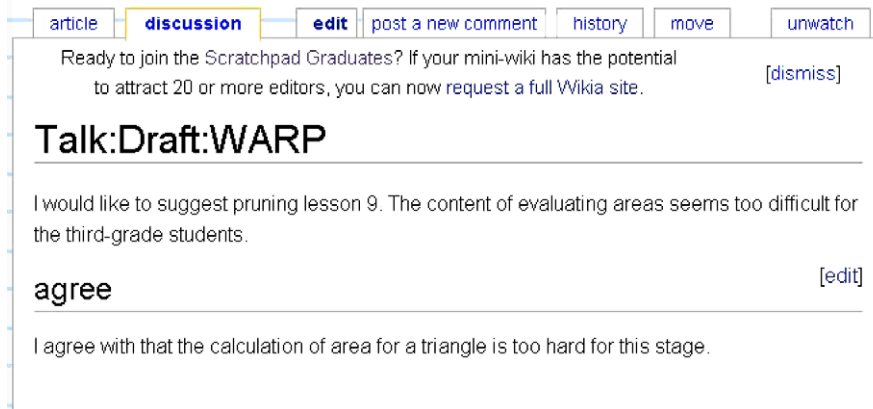 article discussion edit post a new comment history move unwatch
Ready to join the Scratchpad Graduates? If your mini-wiki has the potential
to attract 20 or more editors, you can now request a full Wikia site.
[dismiss]
Talk:Draft:WARP
I would like to suggest pruning lesson 9. The content of evaluating areas seems too difficult for
the third-grade students.
[edit]
agree
I agree with that the calculation of area for a triangle is too hard for this stage.